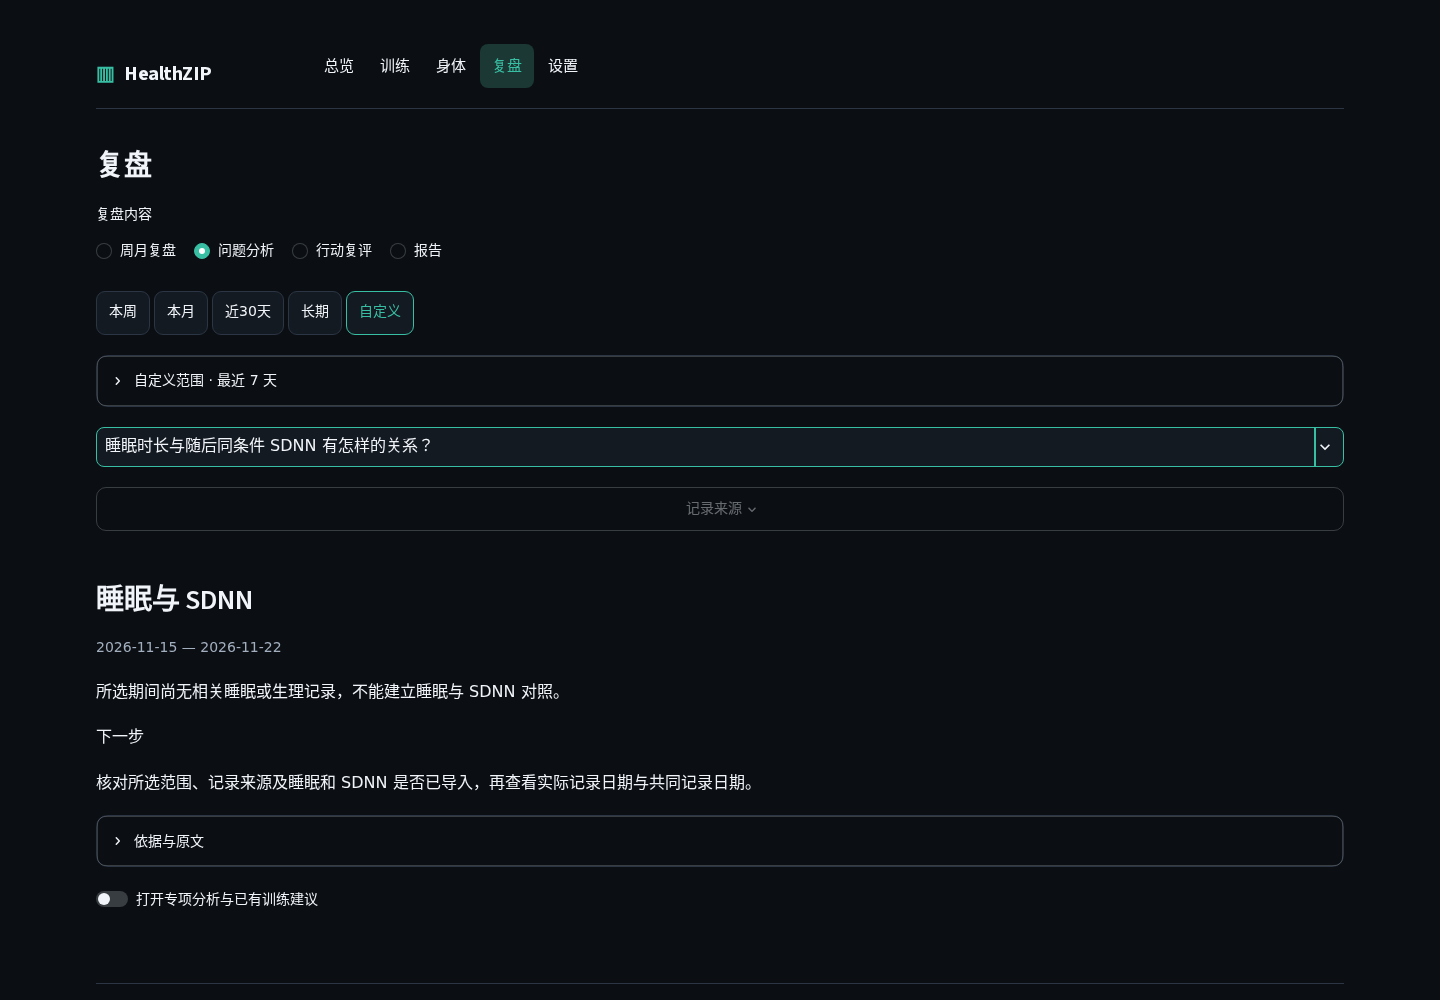 HealthZIP
总览 训练 身体 复盘 设置
复盘
复盘内容
周月复盘 问题分析 行动复评 报告
本周 本月 近30天 长期 自定义
自定义范围 · 最近 7 天
睡眠时长与随后同条件 SDNN 有怎样的关系？
记录来源
睡眠与 SDNN
2026-11-15 — 2026-11-22
所选期间尚无相关睡眠或生理记录，不能建立睡眠与 SDNN 对照。
下一步
核对所选范围、记录来源及睡眠和 SDNN 是否已导入，再查看实际记录日期与共同记录日期。
依据与原文
打开专项分析与已有训练建议